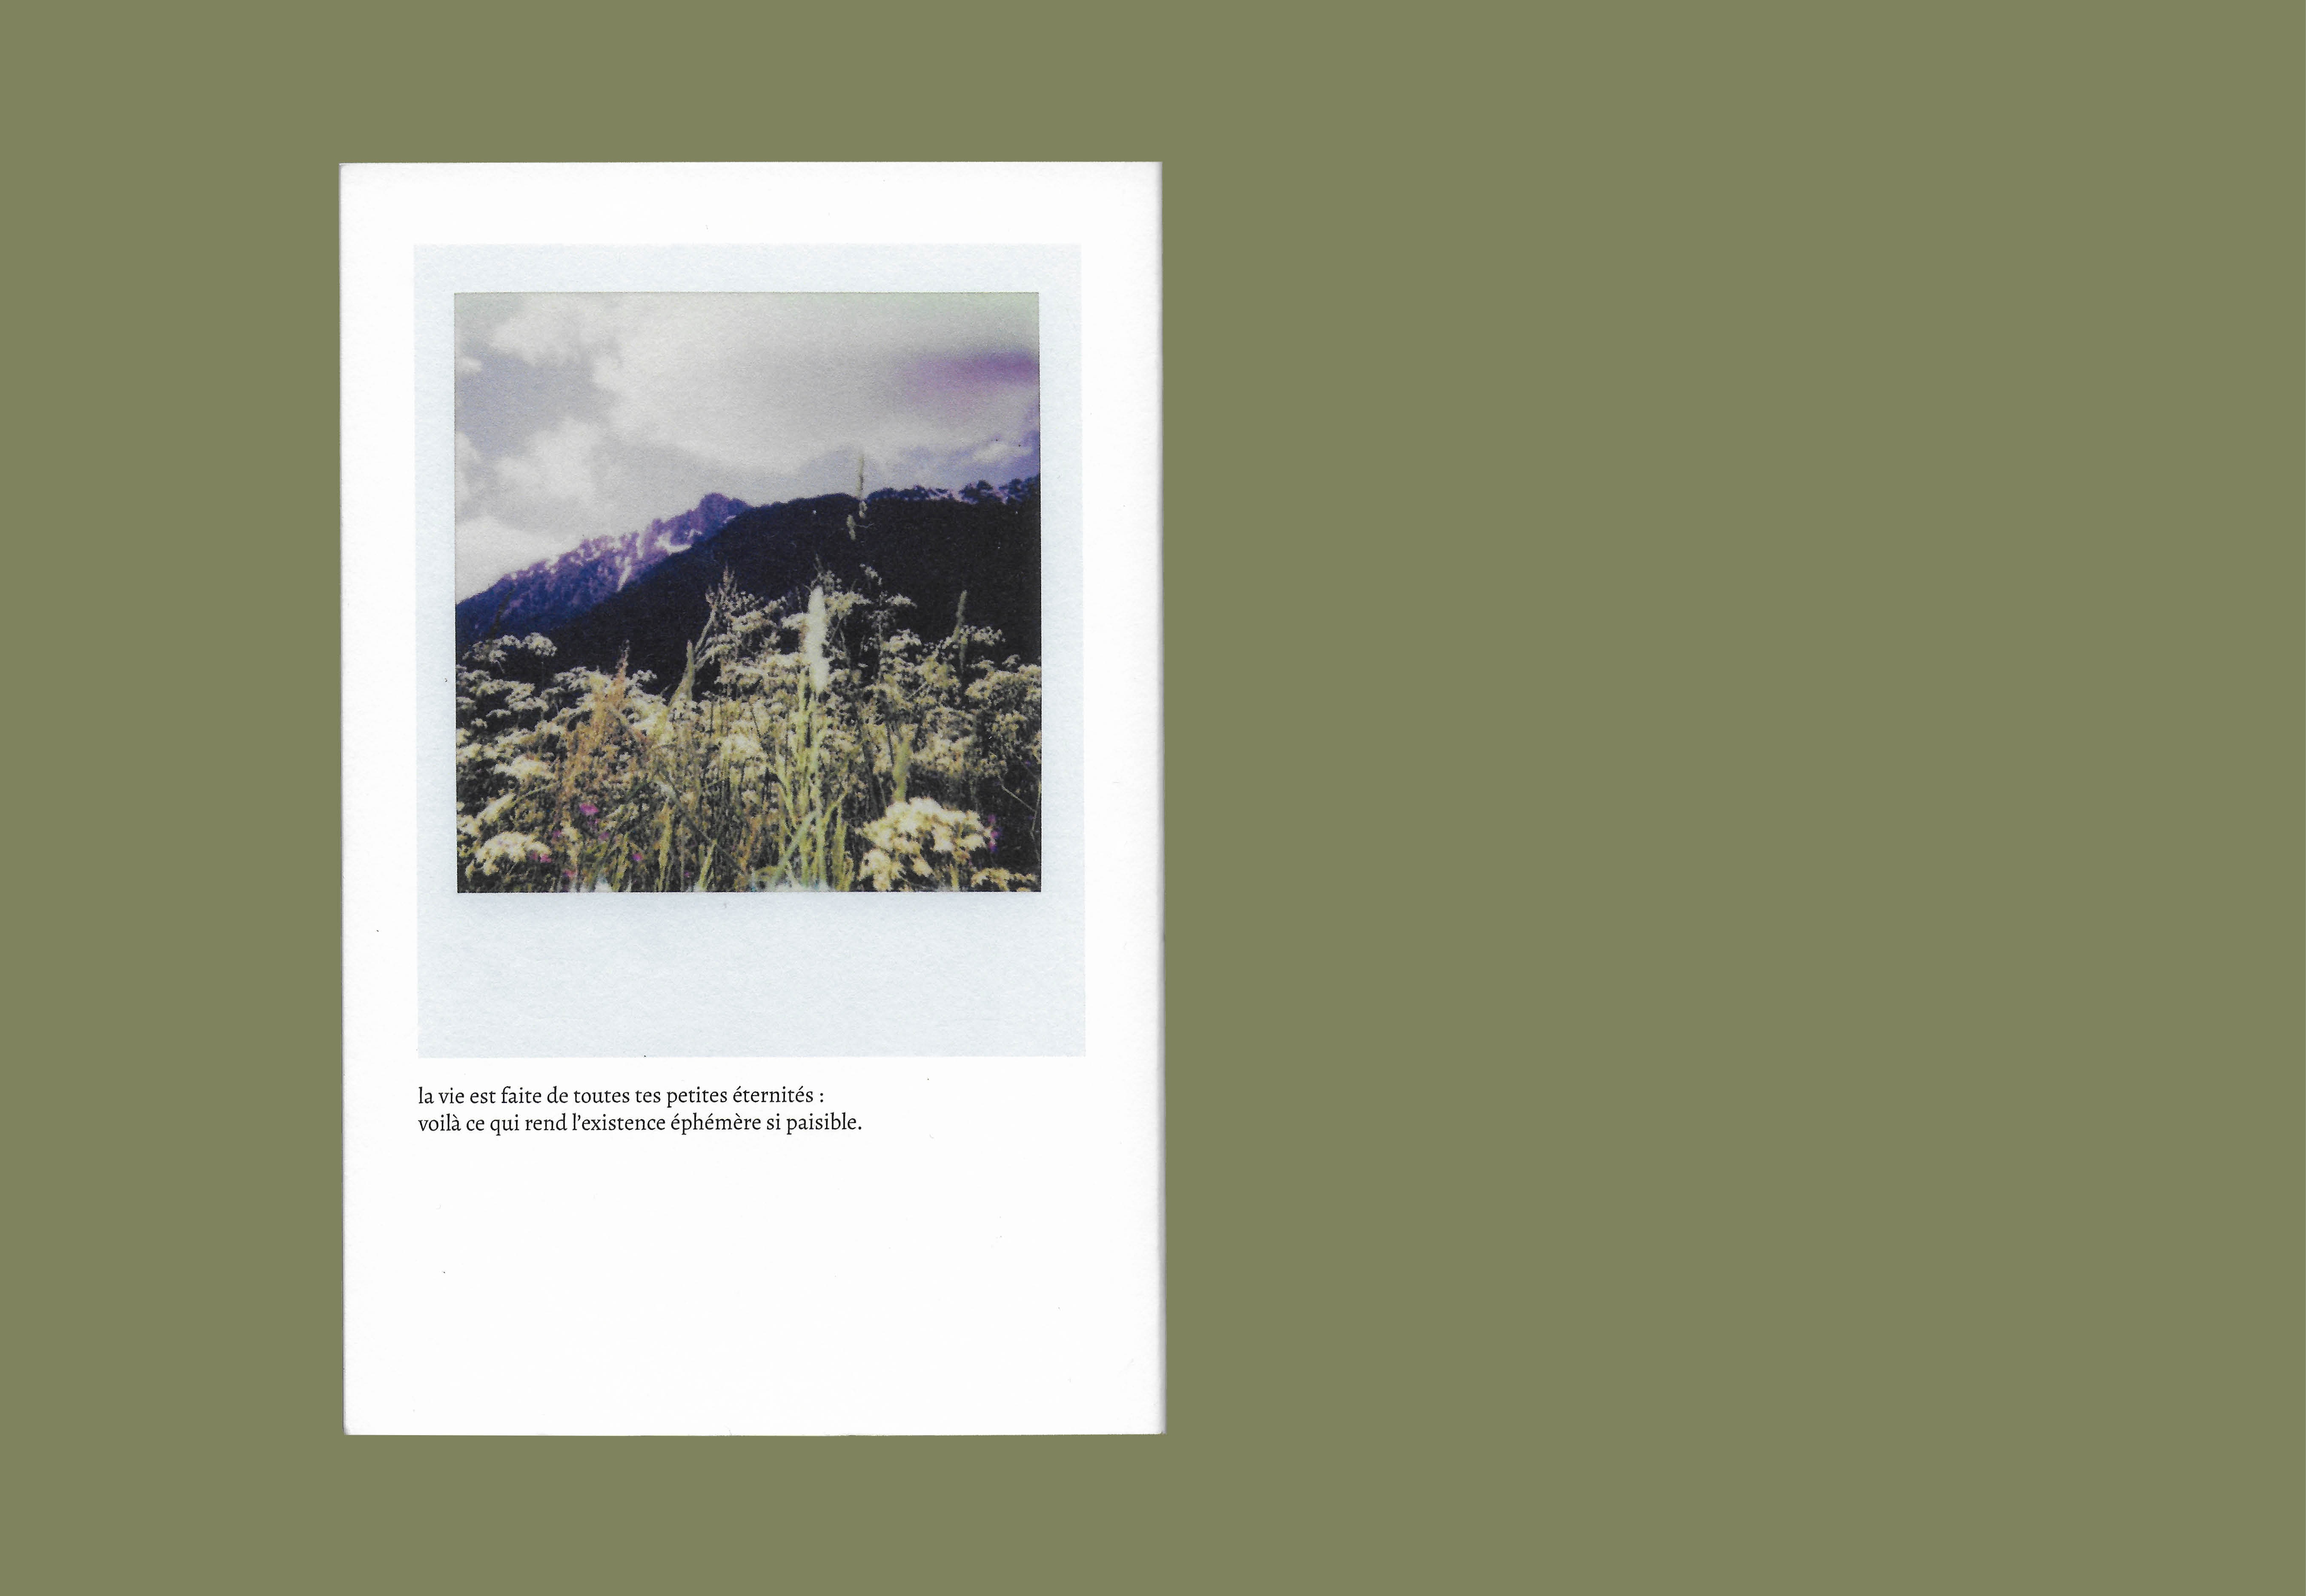 la vie est faite de toutes tes petites éternités :
voilà ce qui rend l’existence éphémère si paisible.